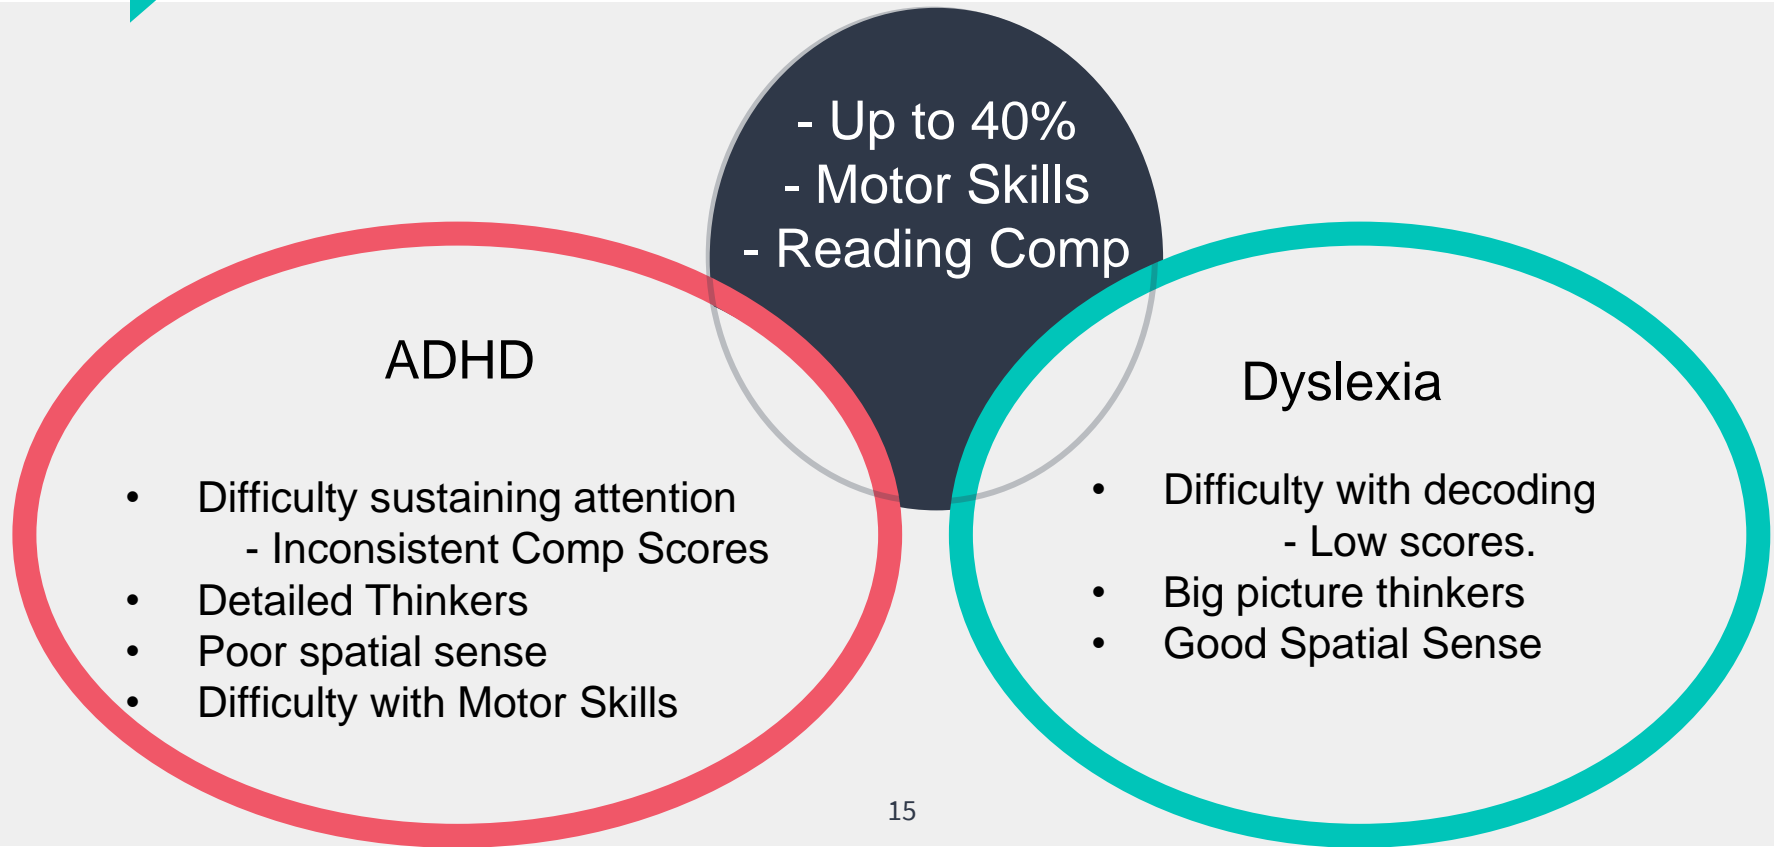 - Up to 40%
- Motor Skills
- Reading Comp
ADHD
• Difficulty sustaining attention
- Inconsistent Comp Scores
• Detailed Thinkers
• Poor spatial sense
• Difficulty with Motor Skills
Dyslexia
• Difficulty with decoding
- Low scores.
• Big picture thinkers
• Good Spatial Sense
15